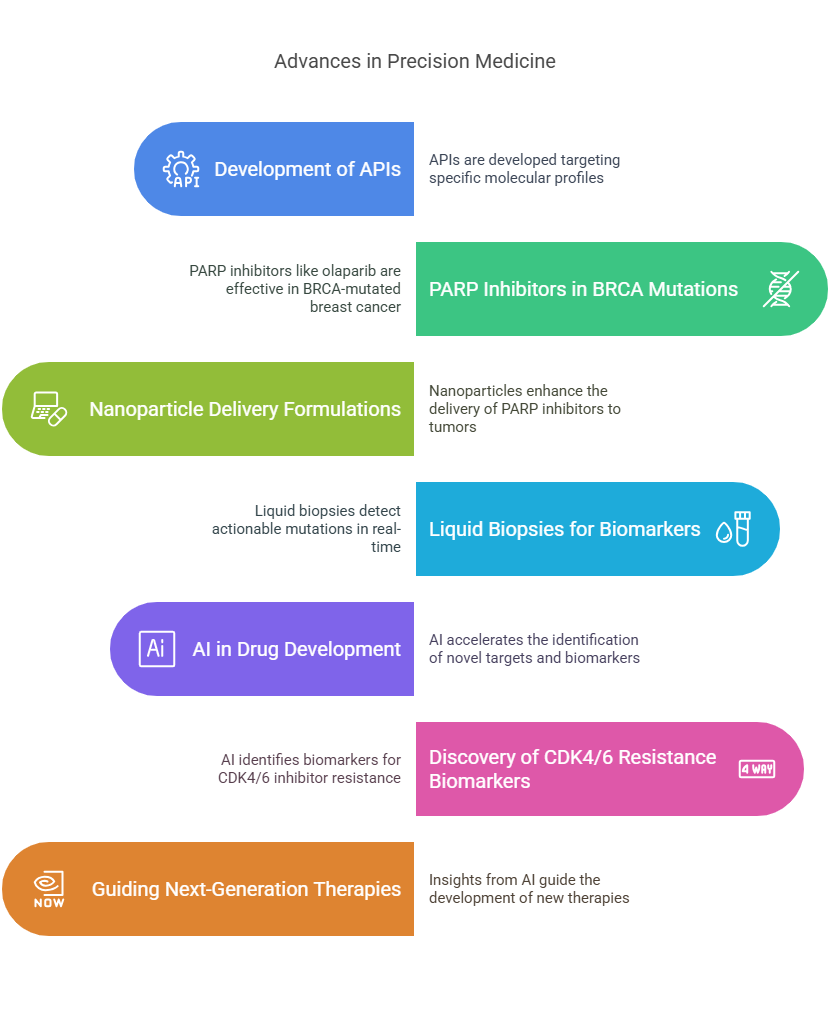 Advances in Precision Medicine
API
Development of APIs
APIs are developed targeting
specific molecular profiles
PARP inhibitors like olaparib are
effective in BRCA-mutated
breast cancer
PARP Inhibitors in BRCA Mutations
Nanoparticle Delivery Formulations
Nanoparticles enhance the
delivery of PARP inhibitors to
tumors
Liquid biopsies detect
actionable mutations in real-
time
Liquid Biopsies for Biomarkers
Ai
AI in Drug Development
AI accelerates the identification
of novel targets and biomarkers
AI identifies biomarkers for
CDK4/6 inhibitor resistance
Discovery of CDK4/6 Resistance
Biomarkers
4 WAY
NOW
Guiding Next-Generation Therapies
Insights from AI guide the
development of new therapies